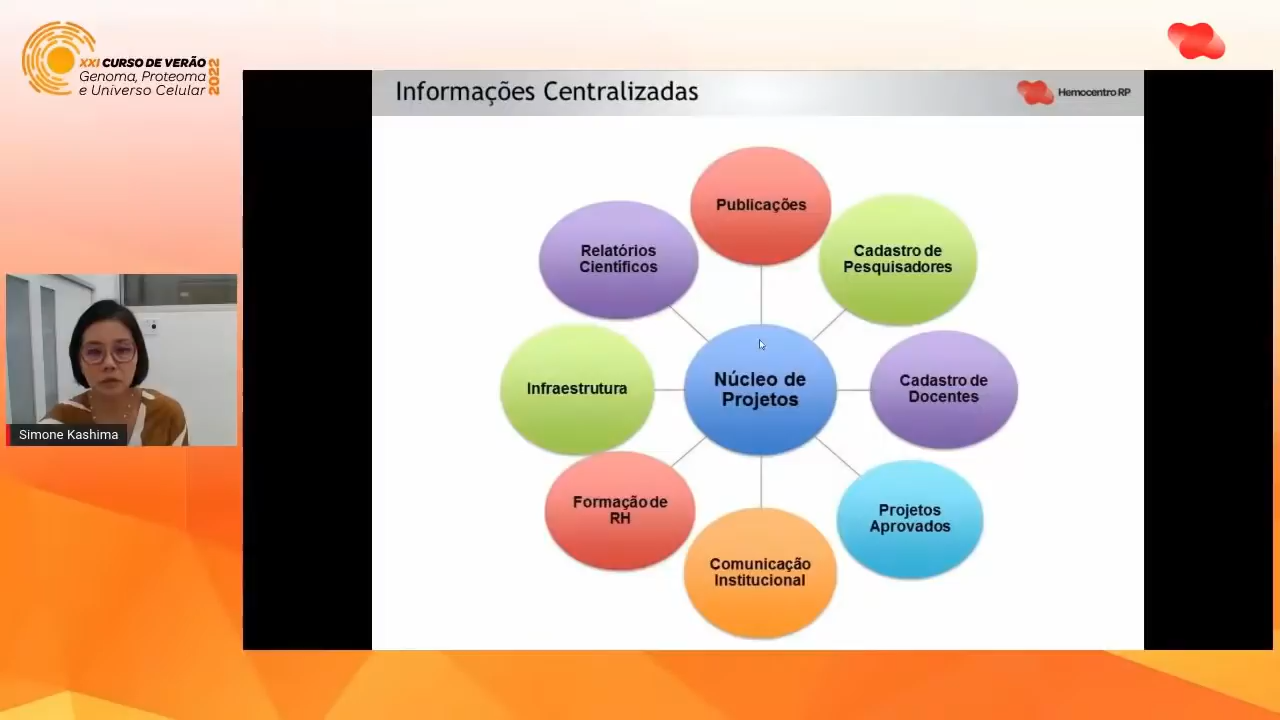 XXI CURSO DE VERÃO
Genoma, Proteoma
e Universo Celular
2022
Informações Centralizadas
Hemocentro RP
Publicações
Relatórios
Científicos
Cadastro de
Pesquisadores
Infraestrutura
Núcleo de
Projetos
Cadastro de
Docentes
Formação de
RH
Projetos
Aprovados
Comunicação
Institucional
Simone Kashima